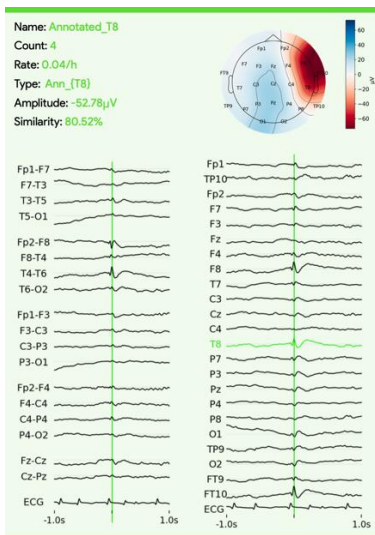 Name: Annotated_T8
Count: 4
Rate: 0.04/h
Type: Ann_(T8)
Amplitude: -52.78µV
Similarity: 80.52%
Fp1 Fp2
F7 F3 Fz F4
FT9
T7 C3 Cz C4
TP9 P7 P3 Pz P4 P8 TP10
O1 O2
60
40
20
0
−20
−40
−60
µV
Fp1-F7
F7-T3
T3-T5
T5-O1
Fp2-F8
F8-T4
T4-T6
T6-O2
Fp1-F3
F3-C3
C3-P3
P3-O1
Fp2-F4
F4-C4
C4-P4
P4-O2
Fz-Cz
Cz-Pz
ECG
-1.0s 1.0s
Fp1
TP10
Fp2
F7
F3
Fz
F4
F8
T7
C3
Cz
C4
T8
P7
P3
Pz
P4
P8
O1
TP9
O2
FT9
FT10
ECG
-1.0s 1.0s